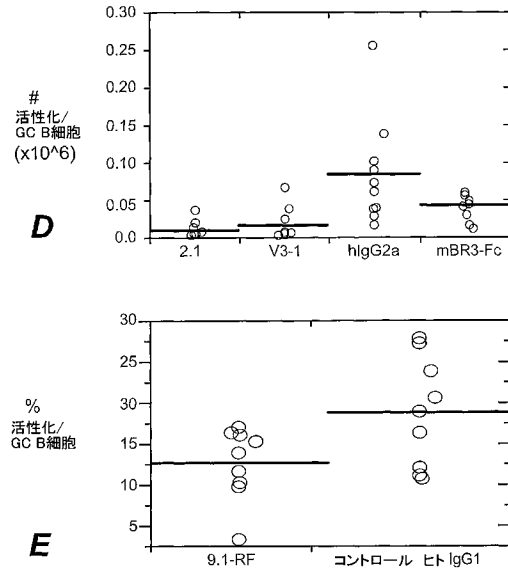 0.30
0.25
0.20
0.15
0.10
0.05
0.0
#
活性化/
GC B細胞
(x10^6)
D
2.1
V3-1
hIgG2a
mBR3-Fc
30
25
30
15
10
5
%
活性化/
GC B細胞
E
9.1-RF
コントロール ヒト IgG1